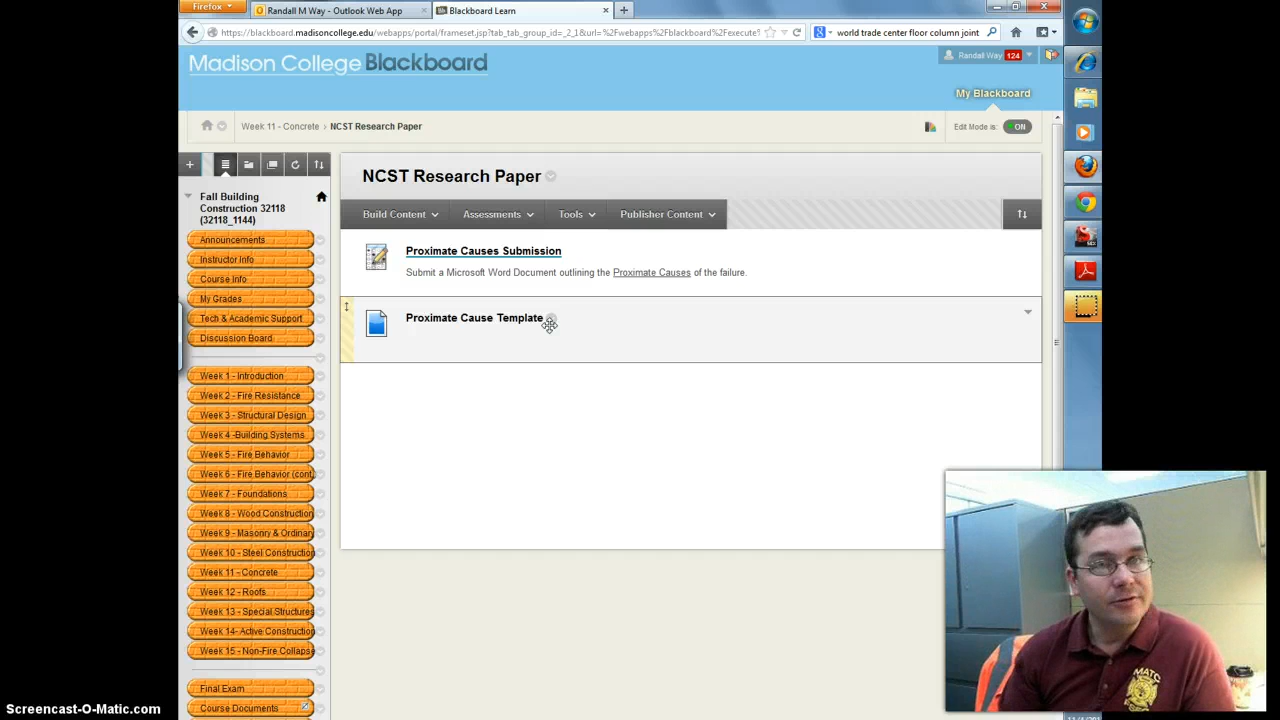 Firefox
Randall M Way - Outlook Web App
Blackboard Learn
https://blackboard.madisoncollege.edu/webapps/portal/frameset.jsp?tab_tab_group_id=_2_1&url=%2Fwebapps%2Fblackboard%2Fexecute
world trade center floor column joint
Madison College Blackboard
Randall Way 124
My Blackboard
Week 11 - Concrete > NCST Research Paper
Edit Mode is: ON
Fall Building
Construction 32118
(32118_1144)
Announcements
Instructor Info
Course Info
My Grades
Tech & Academic Support
Discussion Board
Week 1 - Introduction
Week 2 - Fire Resistance
Week 3 - Structural Design
Week 4 -Building Systems
Week 5 - Fire Behavior
Week 6 - Fire Behavior (cont.
Week 7 - Foundations
Week 8 - Wood Construction
Week 9 - Masonry & Ordinary
Week 10 - Steel Construction
Week 11 - Concrete
Week 12 - Roofs
Week 13 - Special Structures
Week 14- Active Construction
Week 15 - Non-Fire Collapse
Final Exam
Course Documents
NCST Research Paper
Build Content
Assessments
Tools
Publisher Content
Proximate Causes Submission
Submit a Microsoft Word Document outlining the Proximate Causes of the failure.
Proximate Cause Template
MATC
Screencast-O-Matic.com